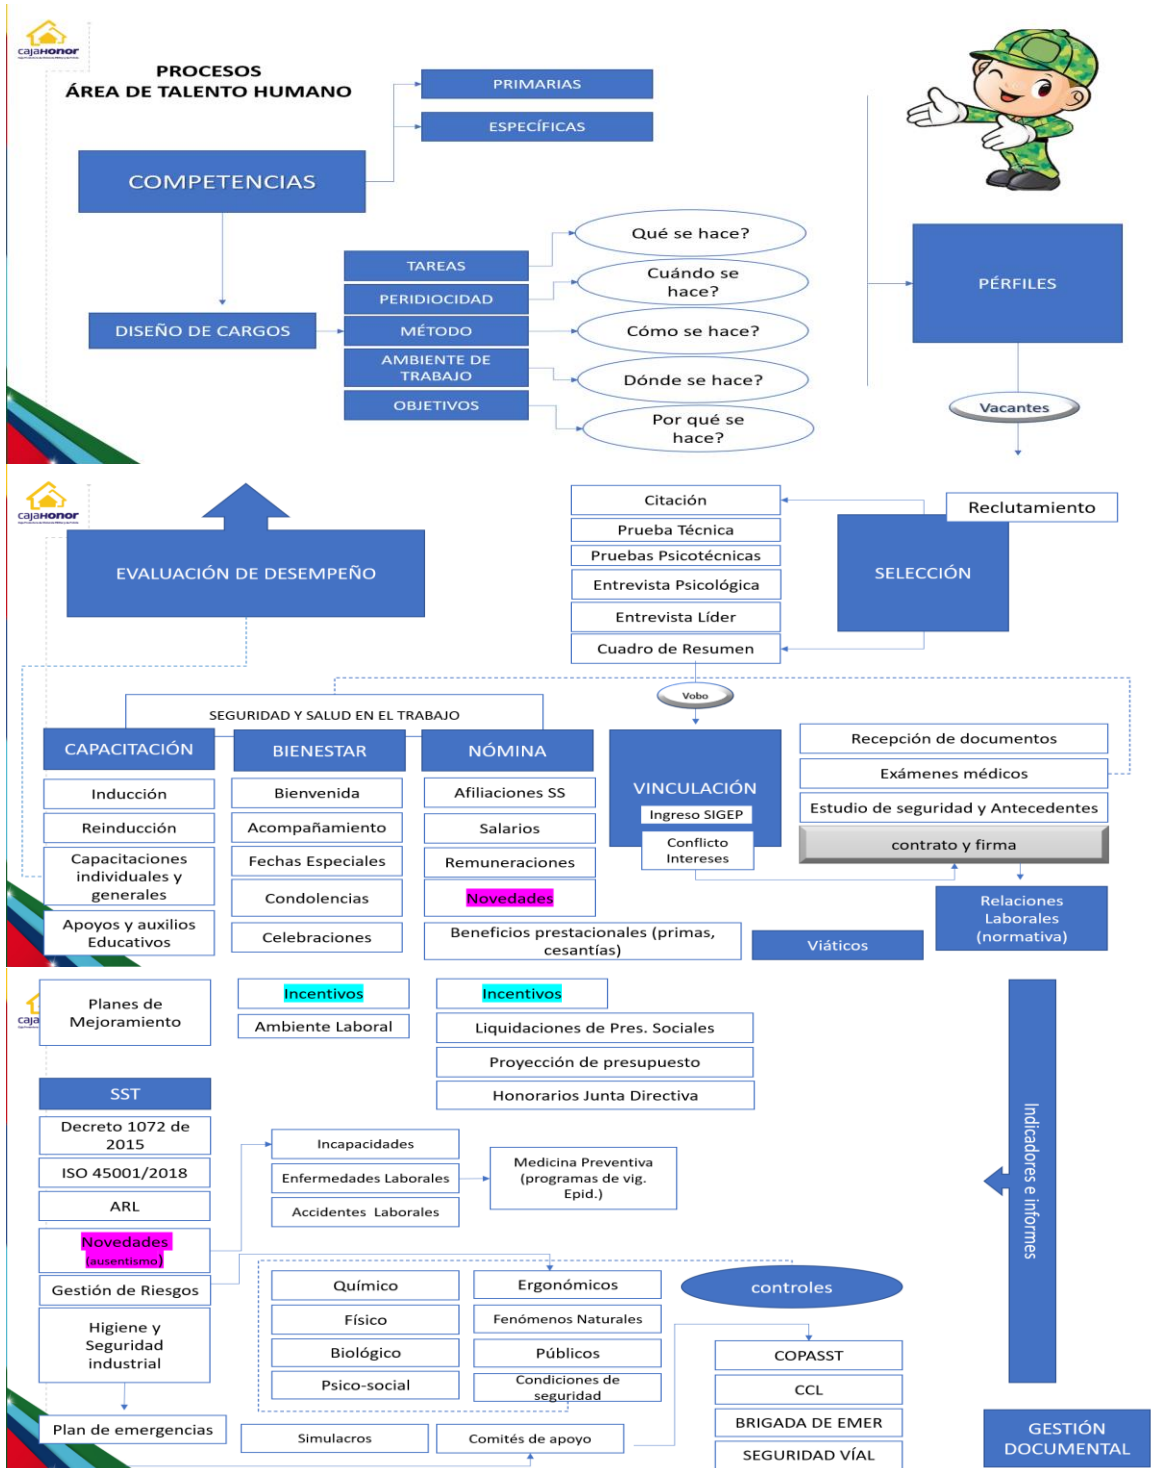 cajaHonor
PROCESOS
ÁREA DE TALENTO HUMANO
PRIMARIAS
ESPECÍFICAS
COMPETENCIAS
Qué se hace?
TAREAS
Cuándo se
hace?
PERIDIOCIDAD
PÉRFILES
DISEÑO DE CARGOS
MÉTODO
Cómo se hace?
AMBIENTE DE
TRABAJO
Dónde se hace?
OBJETIVOS
Por qué se
hace?
Vacantes
cajaHonor
Citación
Reclutamiento
Prueba Técnica
Pruebas Psicotécnicas
EVALUACIÓN DE DESEMPEÑO
SELECCIÓN
Entrevista Psicológica
Entrevista Líder
Cuadro de Resumen
Vobo
SEGURIDAD Y SALUD EN EL TRABAJO
CAPACITACIÓN
BIENESTAR
NÓMINA
Inducción
Reinducción
Capacitaciones
individuales y
generales
Apoyos y auxilios
Educativos
Bienvenida
Acompañamiento
Fechas Especiales
Condolencias
Celebraciones
Afiliaciones SS
Salarios
Remuneraciones
Novedades
Beneficios prestacionales (primas,
cesantías)
VINCULACIÓN
Ingreso SIGEP
Conflicto
Intereses
Recepción de documentos
Exámenes médicos
Estudio de seguridad y Antecedentes
contrato y firma
Relaciones
Laborales
(normativa)
Viáticos
caja
Planes de
Mejoramiento
Incentivos
Ambiente Laboral
Incentivos
Liquidaciones de Pres. Sociales
Proyección de presupuesto
Honorarios Junta Directiva
SST
Decreto 1072 de
2015
ISO 45001/2018
ARL
Novedades
(ausentismo)
Gestión de Riesgos
Higiene y
Seguridad
industrial
Plan de emergencias
Incapacidades
Enfermedades Laborales
Accidentes Laborales
Medicina Preventiva
(programas de vig.
Epid.)
Químico
Físico
Biológico
Psico-social
Ergonómicos
Fenómenos Naturales
Públicos
Condiciones de
seguridad
controles
Simulacros
Comités de apoyo
COPASST
CCL
BRIGADA DE EMER
SEGURIDAD VÍAL
Indicadores e informes
GESTIÓN
DOCUMENTAL